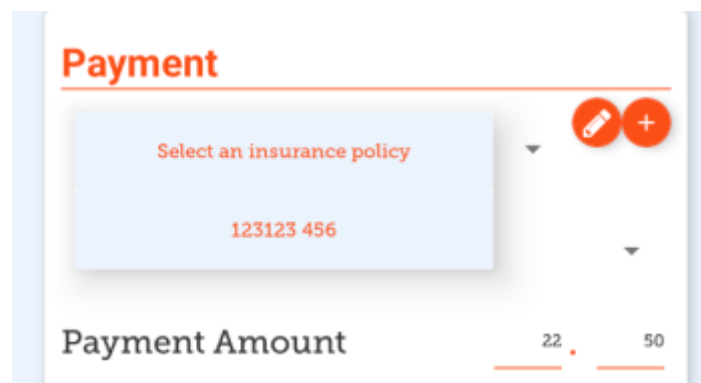 Payment
Select an insurance policy
123123 456
Payment Amount 22 . 50